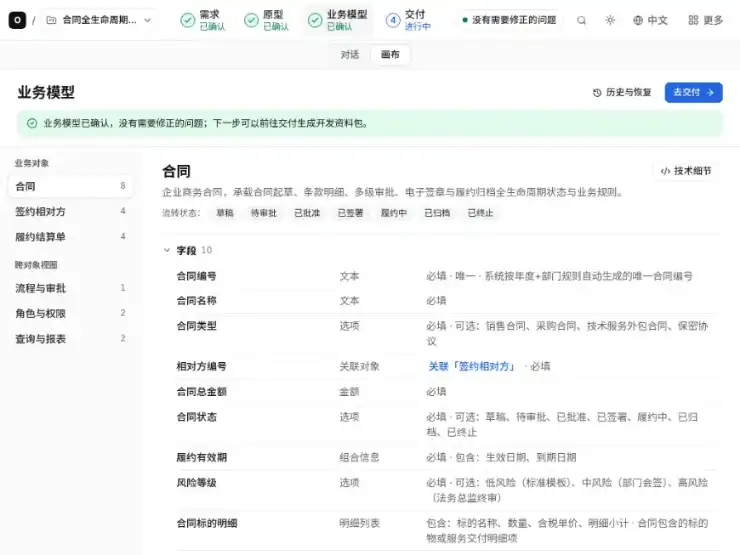 O / 合同全生命周期...
需求 已确认
原型 已确认
业务模型 已确认
4 交付 进行中
没有需要修正的问题
中文
更多
对话 画布
业务模型
历史与恢复
去交付 →
业务模型已确认，没有需要修正的问题；下一步可以前往交付生成开发资料包。
业务对象
合同 8
签约相对方 4
履约结算单 4
跨对象视图
流程与审批 1
角色与权限 2
查询与报表 2
合同
</> 技术细节
企业商务合同，承载合同起草、条款明细、多级审批、电子签章与履约归档全生命周期状态与业务规则。
流转状态： 草稿 待审批 已批准 已签署 履约中 已归档 已终止
字段 10
合同编号 文本 必填 · 唯一 · 系统按年度+部门规则自动生成的唯一合同编号
合同名称 文本 必填
合同类型 选项 必填 · 可选：销售合同、采购合同、技术服务外包合同、保密协
议
相对方编号 关联对象 关联「签约相对方」 · 必填
合同总金额 金额 必填
合同状态 选项 必填 · 可选：草稿、待审批、已批准、已签署、履约中、已归
档、已终止
履约有效期 组合信息 必填 · 包含：生效日期、到期日期
风险等级 选项 必填 · 可选：低风险（标准模板）、中风险（部门会签）、高风险
（法务总监终审）
合同标的明细 明细列表 包含：标的名称、数量、含税单价、明细小计 · 合同包含的标的
物或服务交付明细项